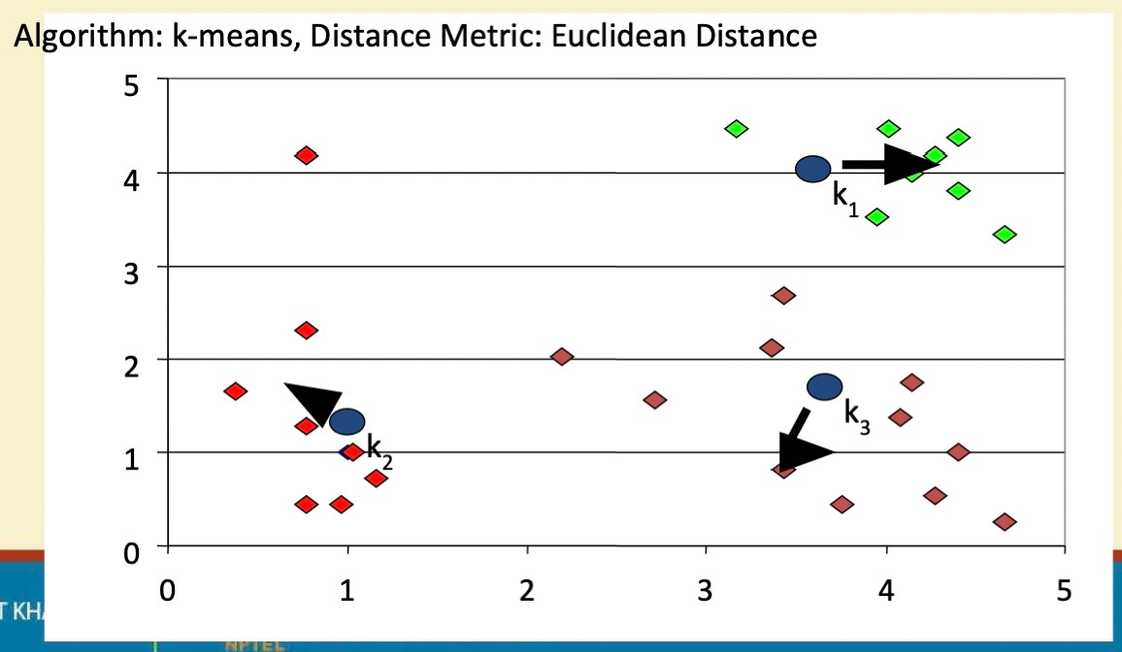 Algorithm: k-means, Distance Metric: Euclidean Distance
5
4
k1
3
2
k3
k2
1
0
0 1 2 3 4 5
T KHA
NPTEL